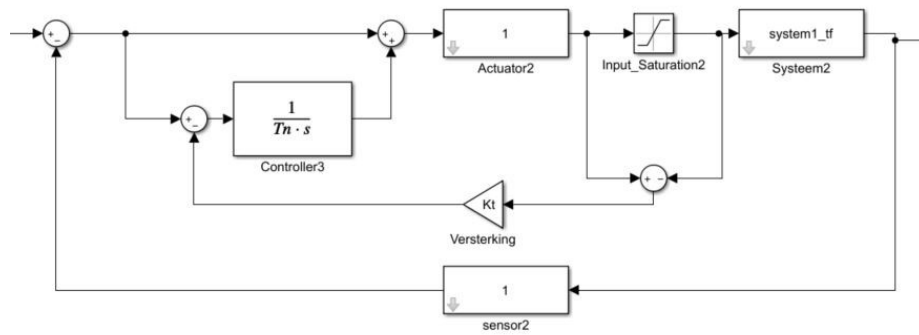 1
Actuator2
Input_Saturation2
system1_tf
Systeem2
1
Tn · s
Controller3
Kt
Versterking
1
sensor2